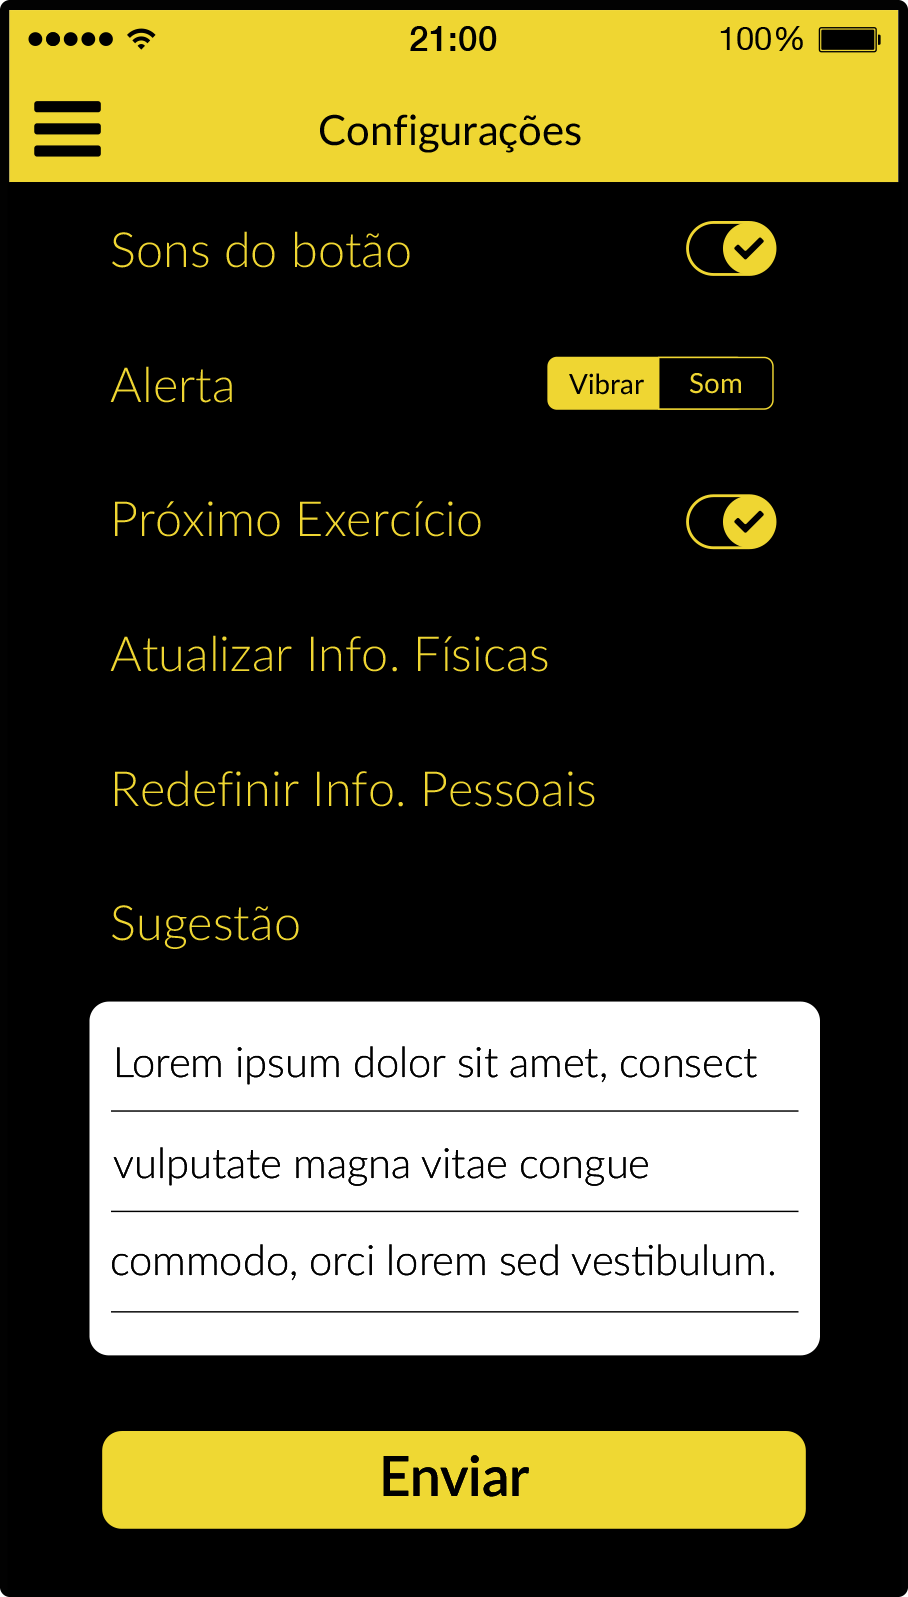 21:00 100%
Configurações
Sons do botão
Alerta Vibrar Som
Próximo Exercício
Atualizar Info. Físicas
Redefinir Info. Pessoais
Sugestão
Lorem ipsum dolor sit amet, consect
vulputate magna vitae congue
commodo, orci lorem sed vestibulum.
Enviar